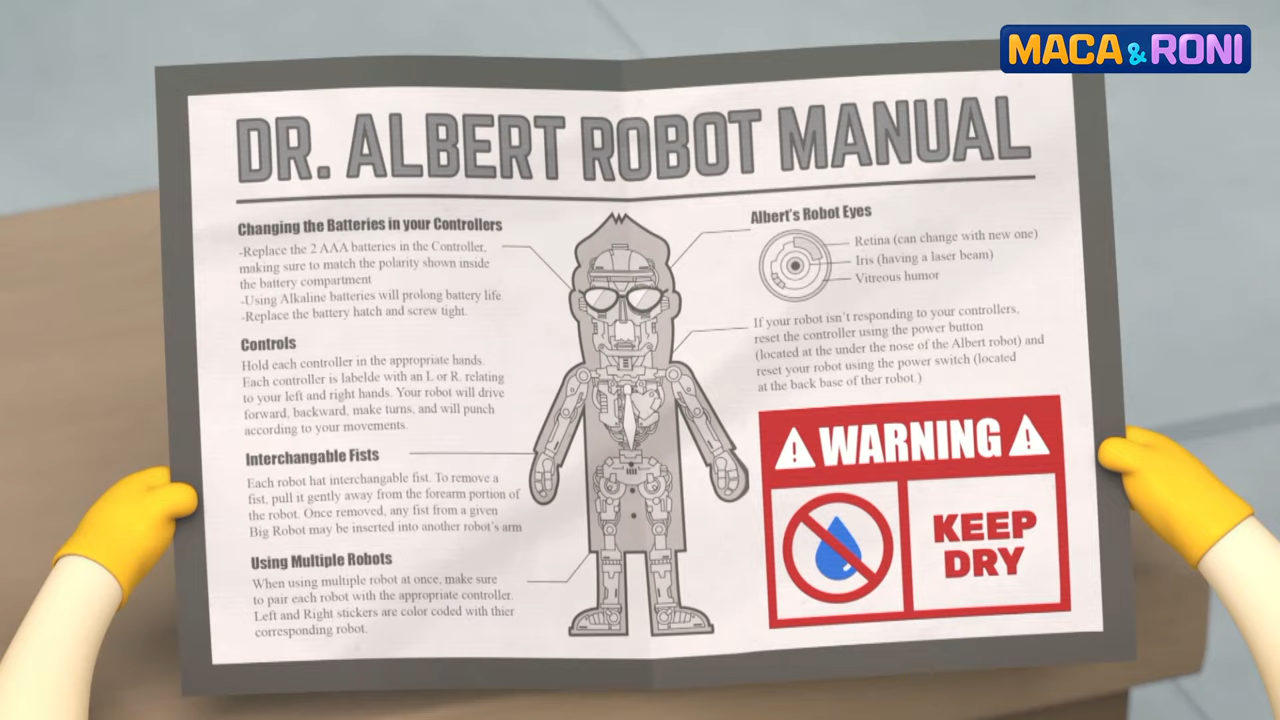 MACA & RONI
DR. ALBERT ROBOT MANUAL
Changing the Batteries in your Controllers
-Replace the 2 AAA batteries in the Controller,
making sure to match the polarity shown inside
the battery compartment
-Using Alkaline batteries will prolong battery life
-Replace the battery hatch and screw tight.
Controls
Hold each controller in the appropriate hands.
Each controller is labelde with an L or R. relating
to your left and right hands. Your robot will drive
forward, backward, make turns, and will punch
according to your movements.
Interchangable Fists
Each robot hat interchangable fist. To remove a
fist, pull it gently away from the forearm portion of
the robot. Once removed, any fist from a given
Big Robot may be inserted into another robot's arm
Using Multiple Robots
When using multiple robot at once, make sure
to pair each robot with the appropriate controller.
Left and Right stickers are color coded with thier
corresponding robot.
Albert's Robot Eyes
Retina (can change with new one)
Iris (having a laser beam)
Vitreous humor
If your robot isn't responding to your controllers,
reset the controller using the power button
(located at the under the nose of the Albert robot) and
reset your robot using the power switch (located
at the back base of ther robot.)
WARNING
KEEP
DRY